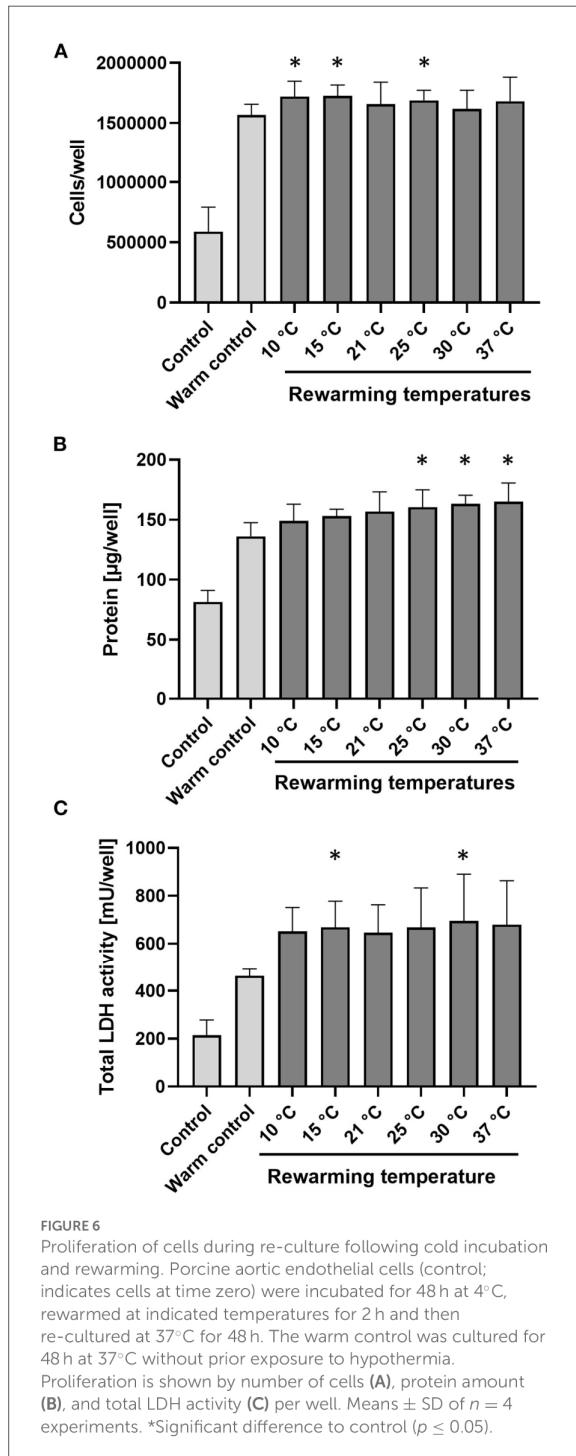 A
2000000
1500000
1000000
500000
0
Cells/well
* * *
Control
Warm control
10 °C
15 °C
21 °C
25 °C
30 °C
37 °C
Rewarming temperatures
B
200
150
100
50
0
Protein [µg/well]
* * *
Control
Warm control
10 °C
15 °C
21 °C
25 °C
30 °C
37 °C
Rewarming temperatures
C
1000
800
600
400
200
0
Total LDH activity [mU/well]
* *
Control
Warm control
10 °C
15 °C
21 °C
25 °C
30 °C
37 °C
Rewarming temperature
FIGURE 6
Proliferation of cells during re-culture following cold incubation
and rewarming. Porcine aortic endothelial cells (control;
indicates cells at time zero) were incubated for 48 h at 4°C,
rewarmed at indicated temperatures for 2 h and then
re-cultured at 37°C for 48 h. The warm control was cultured for
48 h at 37°C without prior exposure to hypothermia.
Proliferation is shown by number of cells (A), protein amount
(B), and total LDH activity (C) per well. Means ± SD of n = 4
experiments. *Significant difference to control (p ≤ 0.05).